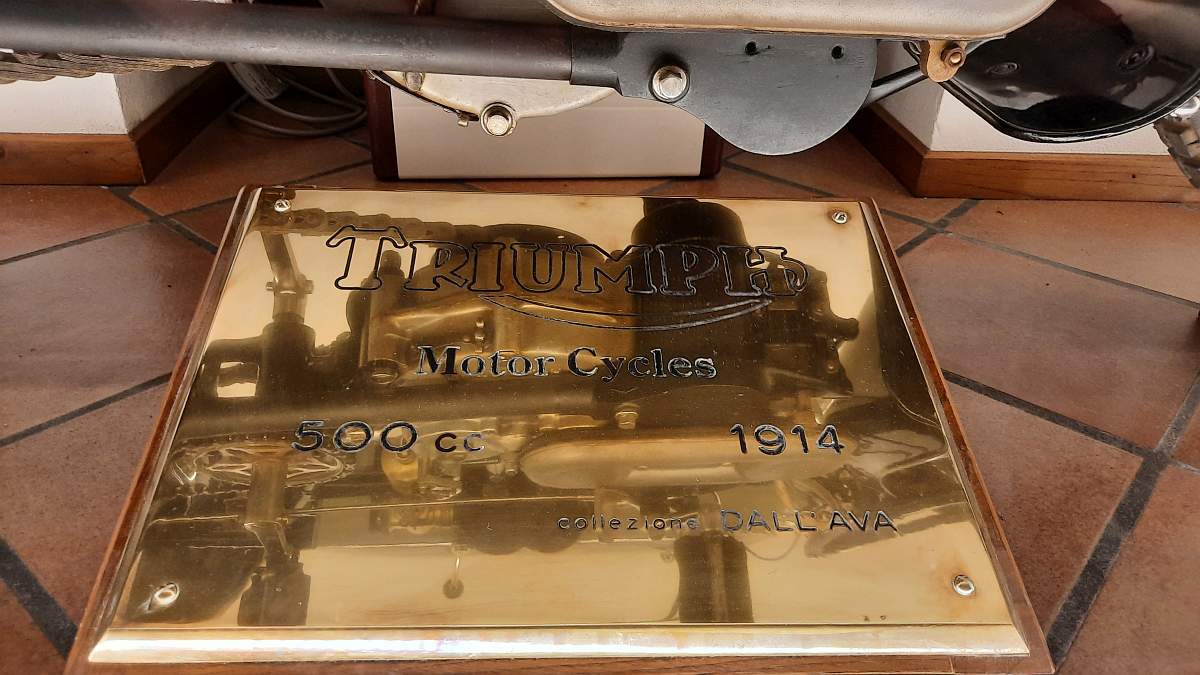 TRIUMPH
Motor Cycles
500 cc 1914
collezione DALL'AVA